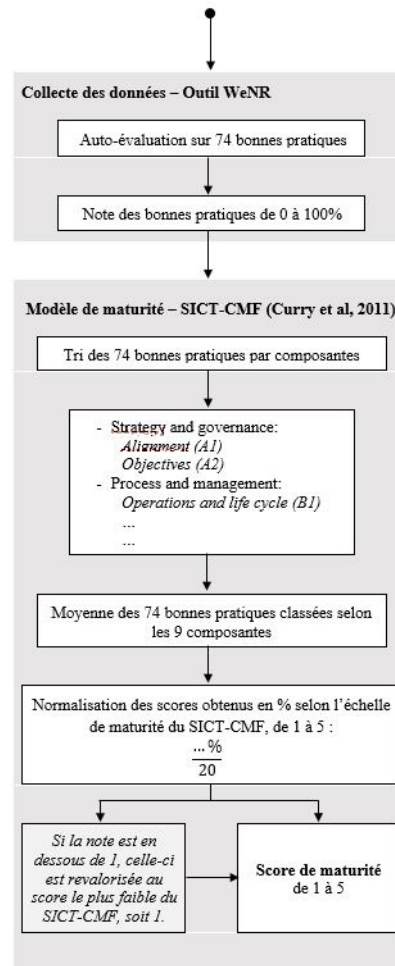 Collecte des données – Outil WeNR
Auto-évaluation sur 74 bonnes pratiques
Note des bonnes pratiques de 0 à 100%
Modèle de maturité – SICT-CMF (Curry et al, 2011)
Tri des 74 bonnes pratiques par composantes
- Strategy and governance:
Alignment (A1)
Objectives (A2)
- Process and management:
Operations and life cycle (B1)
...
...
Moyenne des 74 bonnes pratiques classées selon
les 9 composantes
Normalisation des scores obtenus en % selon l'échelle
de maturité du SICT-CMF, de 1 à 5 :
... %
20
Si la note est en
dessous de 1, celle-ci
est revalorisée au
score le plus faible du
SICT-CMF, soit 1.
Score de maturité
de 1 à 5